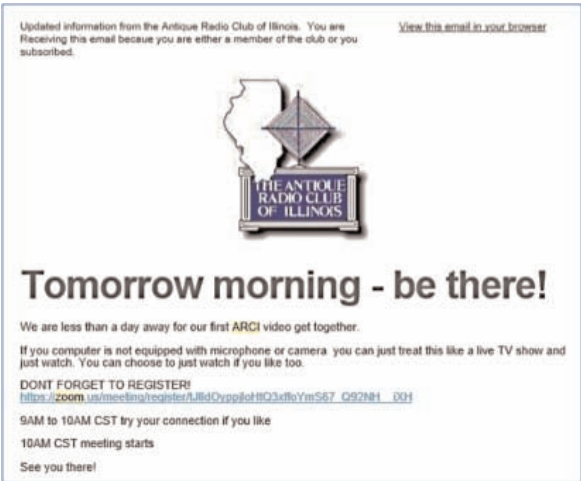 Updated information from the Antique Radio Club of Illinois. You are
View this email in your browser
Receiving this email becaue you are either a member of the club or you
subsoribed.
THE ANTIQUE
RADIO CLUB
OF ILLINOIS
Tomorrow morning - be there!
We are less than a day away for our first ARCI video get together.
If you computer is not equipped with microphone or camera you can just treat this like a live TV show and
just watch. You can choose to just watch if you like too.
DONT FORGET TO REGISTER!
9AM to 10AM CST try your connection if you like
10AM CST meeting starts
See you there!